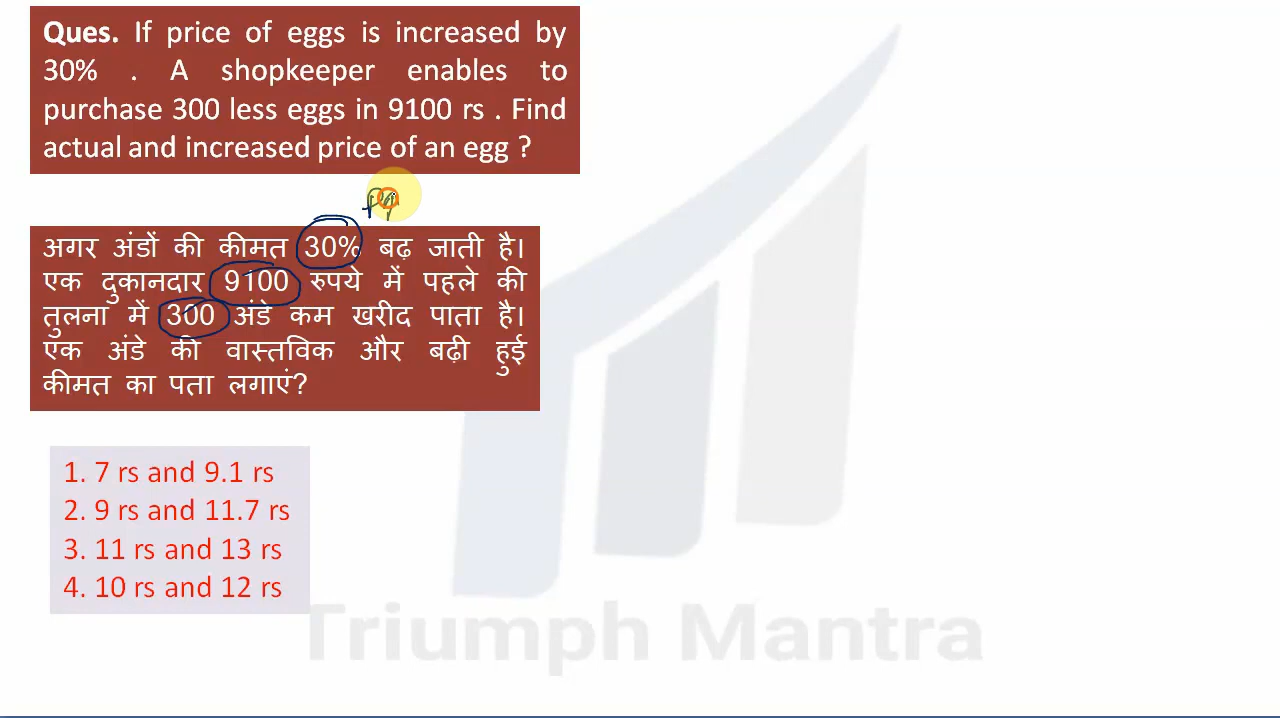 Ques. If price of eggs is increased by
30% . A shopkeeper enables to
purchase 300 less eggs in 9100 rs . Find
actual and increased price of an egg ?
अगर अंडों की कीमत 30% बढ़ जाती है।
एक दुकानदार 9100 रुपये में पहले की
तुलना में 300 अंडे कम खरीद पाता है।
एक अंडे की वास्तविक और बढ़ी हुई
कीमत का पता लगाएं?
1. 7 rs and 9.1 rs
2. 9 rs and 11.7 rs
3. 11 rs and 13 rs
4. 10 rs and 12 rs
Triumph Mantra